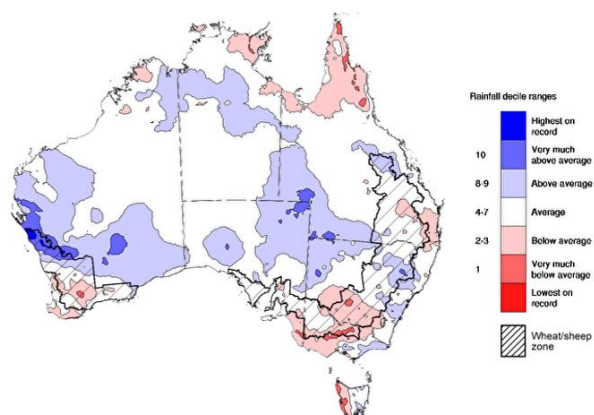 Rainfall decile ranges
Highest on
record
10
Very much
above average
8-9
Above average
4-7
Average
2-3
Below average
1
Very much
below average
Lowest on
record
Wheat/sheep
zone